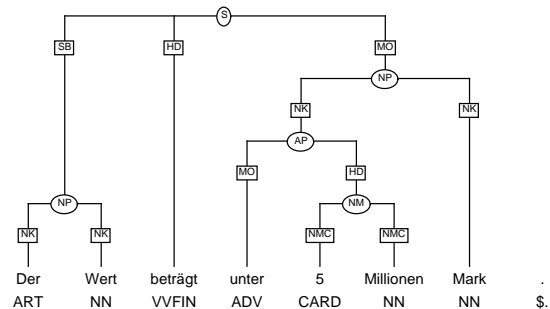 S
SB HD MO
NP
NK NK
AP
MO HD
NP NM
NK NK NMC NMC
Der Wert beträgt unter 5 Millionen Mark .
ART NN VVFIN ADV CARD NN NN $.